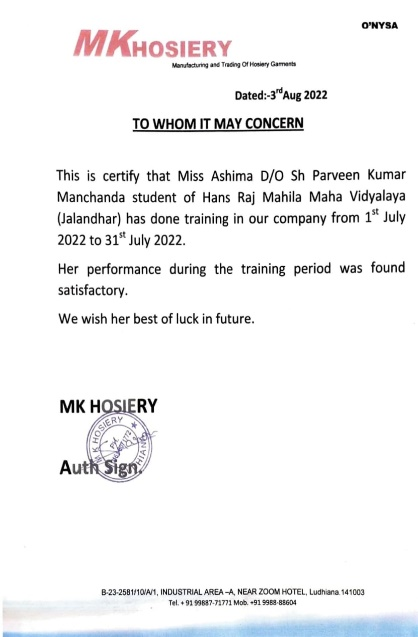 O'NYSA
MKHOSIERY
Manufacturing and Trading Of Hosiery Garments
Dated:-3rdAug 2022
TO WHOM IT MAY CONCERN
This is certify that Miss Ashima D/O Sh Parveen Kumar
Manchanda student of Hans Raj Mahila Maha Vidyalaya
(Jalandhar) has done training in our company from 1st July
2022 to 31st July 2022.
Her performance during the training period was found
satisfactory.
We wish her best of luck in future.
MK HOSIERY
M K HOSIERY
Auth Sign.
B-23-2581/10/A/1, INDUSTRIAL AREA –A, NEAR ZOOM HOTEL, Ludhiana.141003
Tel. + 91 99887-71771 Mob. +91 9988-88604